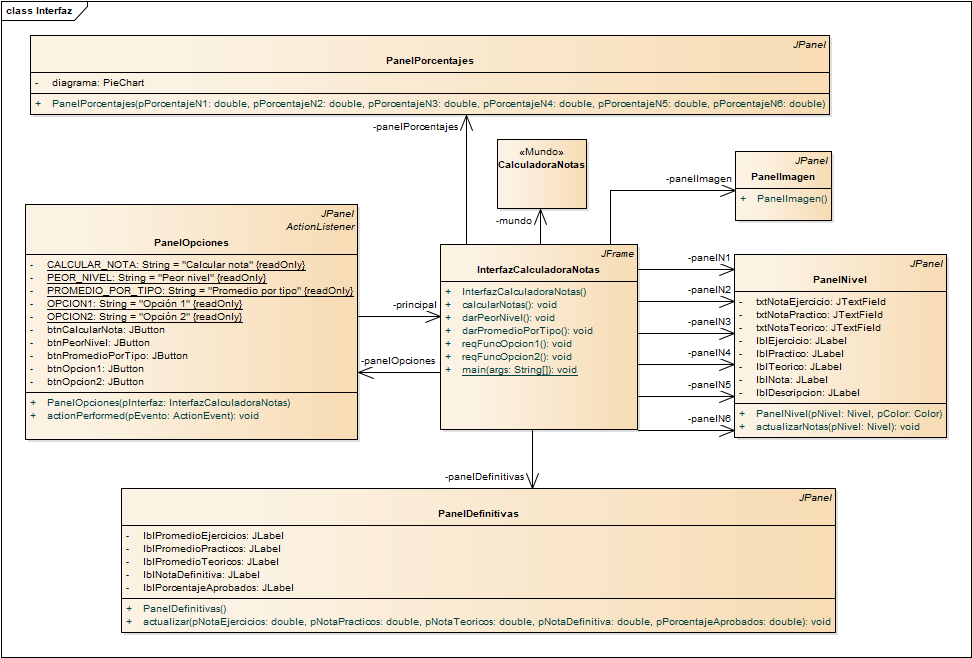 class Interfaz
JPanel
PanelPorcentajes
- diagrama: PieChart
+ PanelPorcentajes(pPorcentajeN1: double, pPorcentajeN2: double, pPorcentajeN3: double, pPorcentajeN4: double, pPorcentajeN5: double, pPorcentajeN6: double)
-panelPorcentajes
«Mundo»
CalculadoraNotas
-mundo
JPanel
PanelImagen
+ PanelImagen()
-panelImagen
JPanel
ActionListener
PanelOpciones
- CALCULAR_NOTA: String = "Calcular nota" {readOnly}
- PEOR_NIVEL: String = "Peor nivel" {readOnly}
- PROMEDIO_POR_TIPO: String = "Promedio por tipo" {readOnly}
- OPCION1: String = "Opción 1" {readOnly}
- OPCION2: String = "Opción 2" {readOnly}
- btnCalcularNota: JButton
- btnPeorNivel: JButton
- btnPromedioPorTipo: JButton
- btnOpcion1: JButton
- btnOpcion2: JButton
+ PanelOpciones(pInterfaz: InterfazCalculadoraNotas)
+ actionPerformed(pEvento: ActionEvent): void
-principal
-panelOpciones
JFrame
InterfazCalculadoraNotas
+ InterfazCalculadoraNotas()
+ calcularNotas(): void
+ darPeorNivel(): void
+ darPromedioPorTipo(): void
+ reqFuncOpcion1(): void
+ reqFuncOpcion2(): void
+ main(args: String[]): void
-panelN1
-panelN2
-panelN3
-panelN4
-panelN5
-panelN6
JPanel
PanelNivel
- txtNotaEjercicio: JTextField
- txtNotaPractico: JTextField
- txtNotaTeorico: JTextField
- lblEjercicio: JLabel
- lblPractico: JLabel
- lblTeorico: JLabel
- lblNota: JLabel
- lblDescripcion: JLabel
+ PanelNivel(pNivel: Nivel, pColor: Color)
+ actualizarNotas(pNivel: Nivel): void
-panelDefinitivas
JPanel
PanelDefinitivas
- lblPromedioEjercicios: JLabel
- lblPromedioPracticos: JLabel
- lblPromedioTeoricos: JLabel
- lblNotaDefinitiva: JLabel
- lblPorcentajeAprobados: JLabel
+ PanelDefinitivas()
+ actualizar(pNotaEjercicios: double, pNotaPracticos: double, pNotaTeoricos: double, pNotaDefinitiva: double, pPorcentajeAprobados: double): void